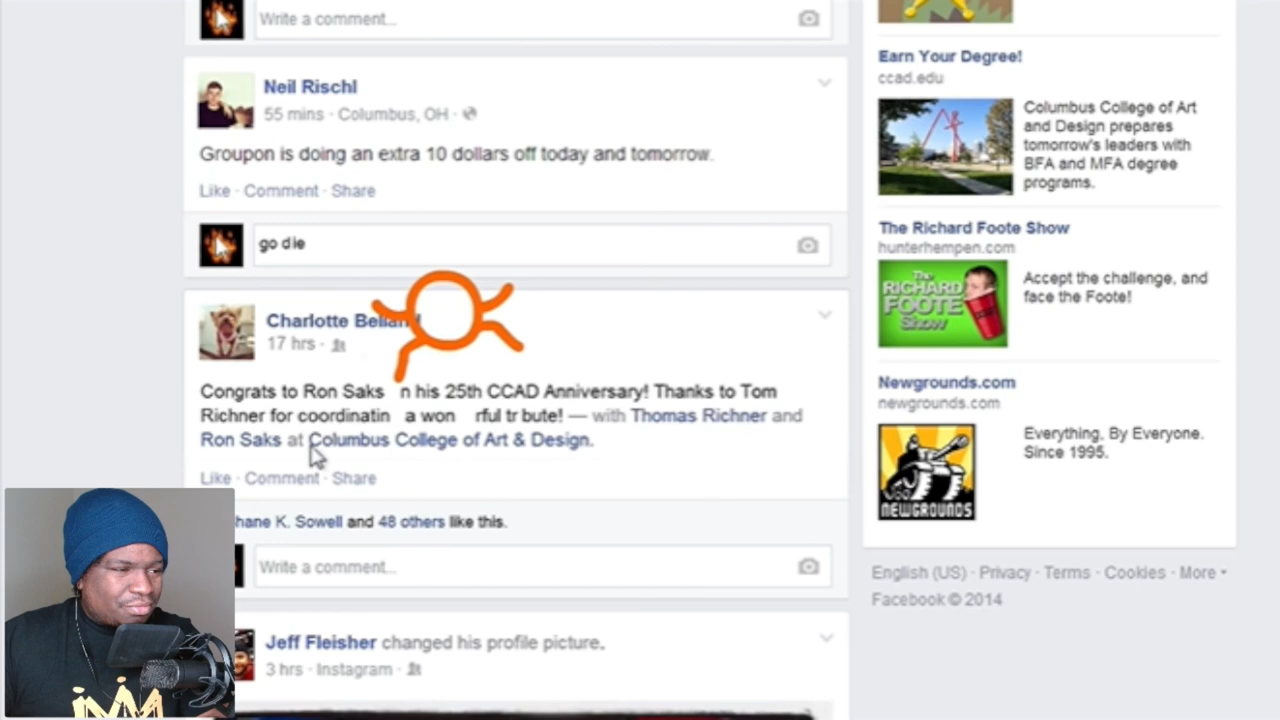 Write a comment...
Neil Rischl
55 mins · Columbus, OH ·
Groupon is doing an extra 10 dollars off today and tomorrow.
Like · Comment · Share
go die
Charlotte Bella
17 hrs ·
Congrats to Ron Saks n his 25th CCAD Anniversary! Thanks to Tom
Richner for coordinatin a won rful tr bute! — with Thomas Richner and
Ron Saks at Columbus College of Art & Design.
Like · Comment · Share
hane K. Sowell and 48 others like this.
Write a comment...
Jeff Fleisher changed his profile picture.
3 hrs · Instagram ·
Earn Your Degree!
ccad.edu
Columbus College of Art
and Design prepares
tomorrow's leaders with
BFA and MFA degree
programs.
The Richard Foote Show
hunterhempen.com
The
RICHARD
FOOTE
Show
Accept the challenge, and
face the Foote!
Newgrounds.com
newgrounds.com
NEWGROUNDS
Everything, By Everyone.
Since 1995.
English (US) · Privacy · Terms · Cookies · More
Facebook © 2014